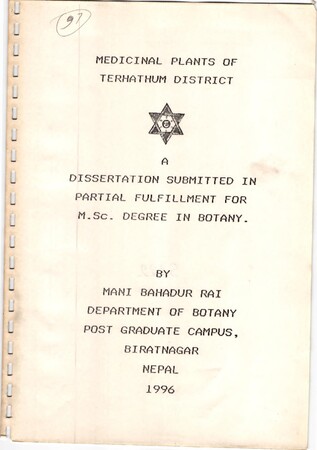 MEDICINAL PLANTS OF
TERHATHUM DISTRICT
A
DISSERTATION SUBMITTED IN
PARTIAL FULFILLMENT FOR
M.Sc. DEGREE IN BOTANY.
BY
MANI BAHADUR RAI
DEPARTMENT OF BOTANY
POST GRADUATE CAMPUS,
BIRATNAGAR
NEPAL
1996